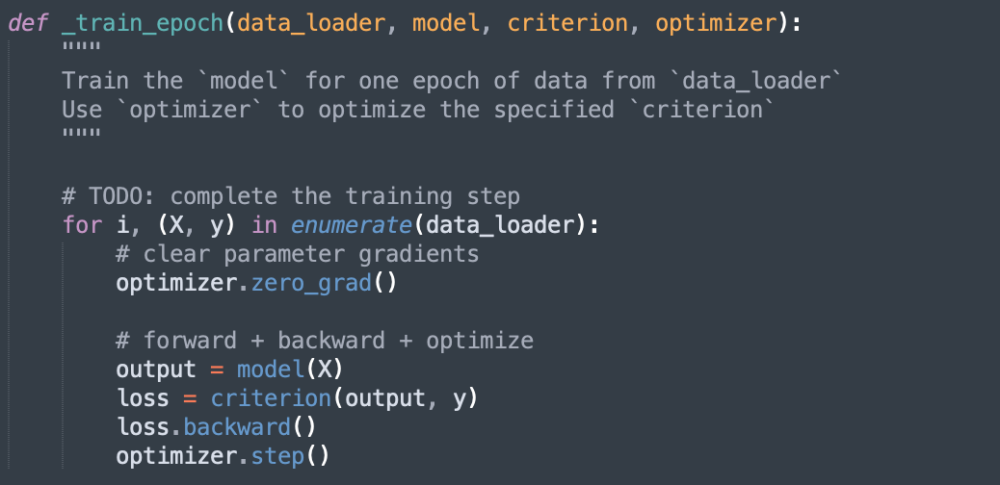 def _train_epoch(data_loader, model, criterion, optimizer):
    """
    Train the `model` for one epoch of data from `data_loader`
    Use `optimizer` to optimize the specified `criterion`
    """

    # TODO: complete the training step
    for i, (X, y) in enumerate(data_loader):
        # clear parameter gradients
        optimizer.zero_grad()

        # forward + backward + optimize
        output = model(X)
        loss = criterion(output, y)
        loss.backward()
        optimizer.step()